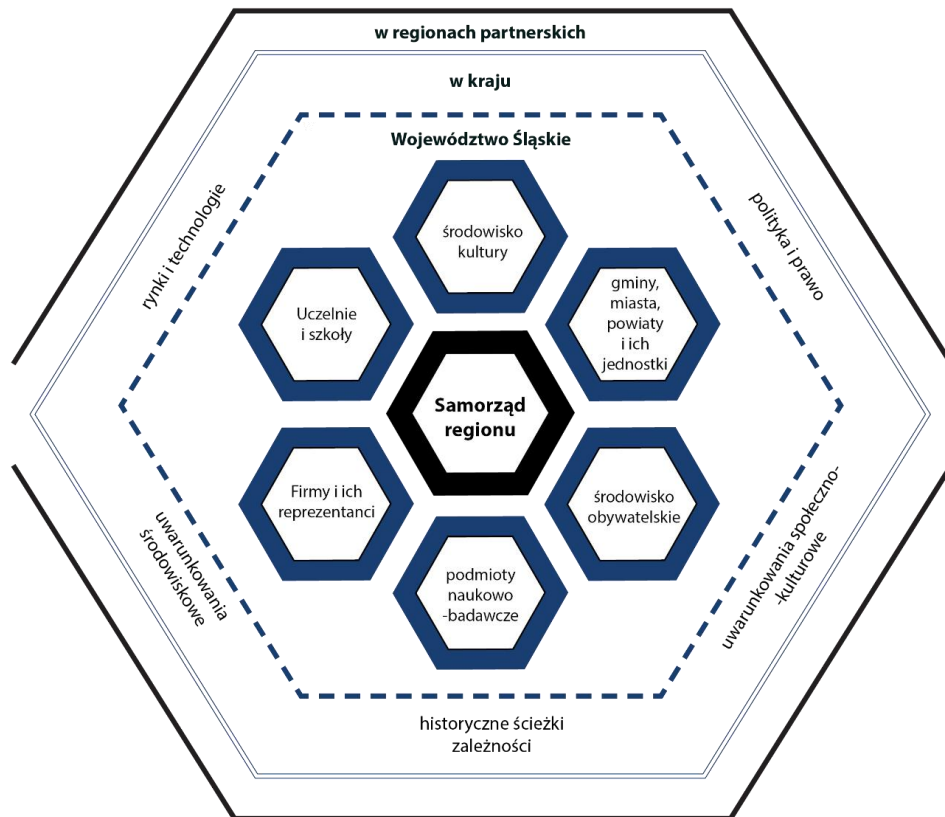 w regionach partnerskich
w kraju
Województwo Śląskie
rynki i technologie
polityka i prawo
środowisko
kultury
Uczelnie
i szkoły
gminy,
miasta,
powiaty
i ich
jednostki
Samorząd
regionu
Firmy i ich
reprezentanci
środowisko
obywatelskie
podmioty
naukowo
-badawcze
uwarunkowania
środowiskowe
uwarunkowania społeczno-
-kulturowe
historyczne ścieżki
zależności